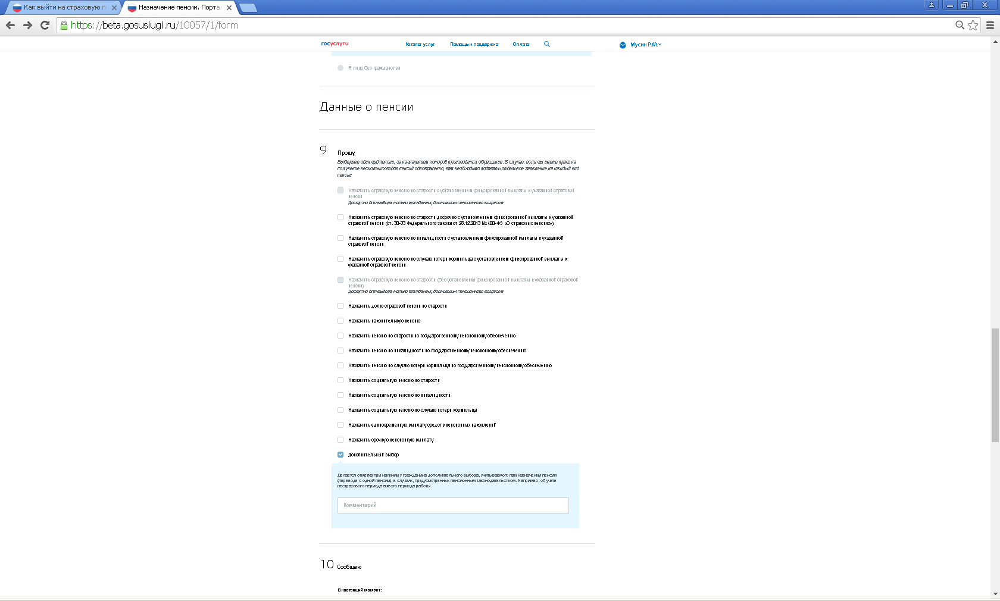 Как выйти на страховую п
Назначение пенсии. Порта
https://beta.gosuslugi.ru/10057/1/form
госуслуги
Каталог услуг
Помощь и поддержка
Оплата
Мусин Р.М.
Я лицо без гражданства
Данные о пенсии
9
Прошу
Выберите один вид пенсии, за назначением которой производится обращение. В случае, если вы имеете право на
получение нескольких видов пенсий одновременно, вам необходимо подавать отдельное заявление на каждый вид
пенсии
Назначить страховую пенсию по старости с установлением фиксированной выплаты к указанной страховой
пенсии
Доступно для выбора только гражданам, достигшим пенсионного возраста
Назначить страховую пенсию по старости досрочно с установлением фиксированной выплаты к указанной
страховой пенсии (ст. 30-33 Федерального закона от 28.12.2013 № 400-ФЗ «О страховых пенсиях»)
Назначить страховую пенсию по инвалидности с установлением фиксированной выплаты к указанной
страховой пенсии
Назначить страховую пенсию по случаю потери кормильца с установлением фиксированной выплаты к
указанной страховой пенсии
Назначить страховую пенсию по старости (без установления фиксированной выплаты к указанной страховой
пенсии)
Доступно для выбора только гражданам, достигшим пенсионного возраста
Назначить долю страховой пенсии по старости
Назначить накопительную пенсию
Назначить пенсию по старости по государственному пенсионному обеспечению
Назначить пенсию по инвалидности по государственному пенсионному обеспечению
Назначить пенсию по случаю потери кормильца по государственному пенсионному обеспечению
Назначить социальную пенсию по старости
Назначить социальную пенсию по инвалидности
Назначить социальную пенсию по случаю потери кормильца
Назначить единовременную выплату средств пенсионных накоплений
Назначить срочную пенсионную выплату
Дополнительный выбор
Делается отметка при наличии у гражданина дополнительного выбора, учитываемого при назначении пенсии
(переводе с одной пенсии), в случаях, предусмотренных пенсионным законодательством. Например: об учете
нестрахового периода вместо периода работы
Комментарий
10
Сообщаю
В настоящий момент: